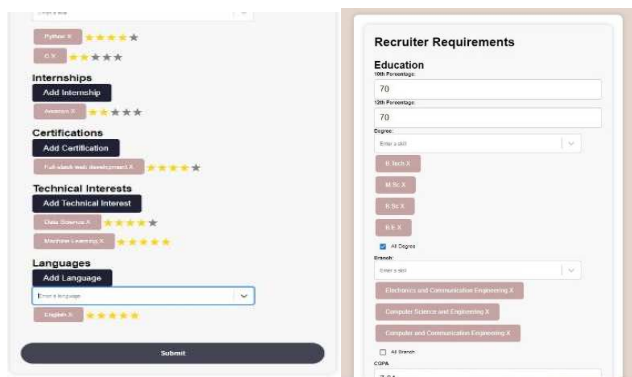 Enter a skill
Python X
C X
Internships
Add Internship
Amazon X
Certifications
Add Certification
Full-stack web development X
Technical Interests
Add Technical Interest
Data Science X
Machine Learning X
Languages
Add Language
Enter a language
English X
Submit
Recruiter Requirements
Education
10th Percentage:
70
12th Percentage:
70
Degree:
Enter a skill
B.Tech X
M.Sc X
B.Sc X
B.E X
All Degree
Branch:
Enter a skill
Electronics and Communication Engineering X
Computer Science and Engineering X
Computer and Communication Engineering X
All Branch
CGPA